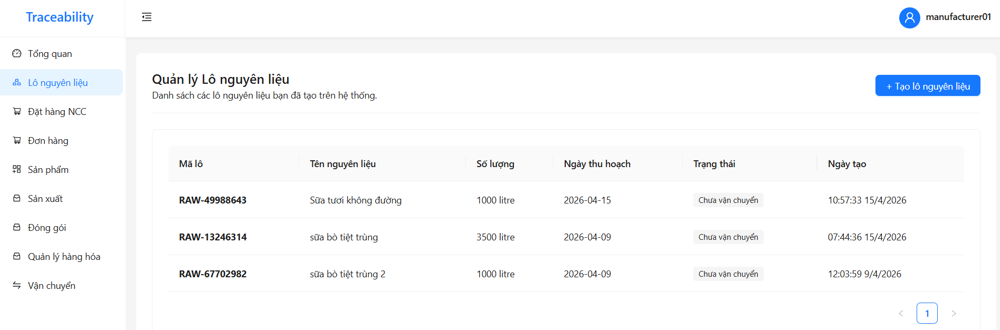 Traceability
manufacturer01
Tổng quan
Lô nguyên liệu
Đặt hàng NCC
Đơn hàng
Sản phẩm
Sản xuất
Đóng gói
Quản lý hàng hóa
Vận chuyển
Quản lý Lô nguyên liệu
Danh sách các lô nguyên liệu bạn đã tạo trên hệ thống.
+ Tạo lô nguyên liệu
Mã lô Tên nguyên liệu Số lượng Ngày thu hoạch Trạng thái Ngày tạo
RAW-49988643 Sữa tươi không đường 1000 litre 2026-04-15 Chưa vận chuyển 10:57:33 15/4/2026
RAW-13246314 sữa bò tiệt trùng 3500 litre 2026-04-09 Chưa vận chuyển 07:44:36 15/4/2026
RAW-67702982 sữa bò tiệt trùng 2 1000 litre 2026-04-09 Chưa vận chuyển 12:03:59 9/4/2026
< 1 >